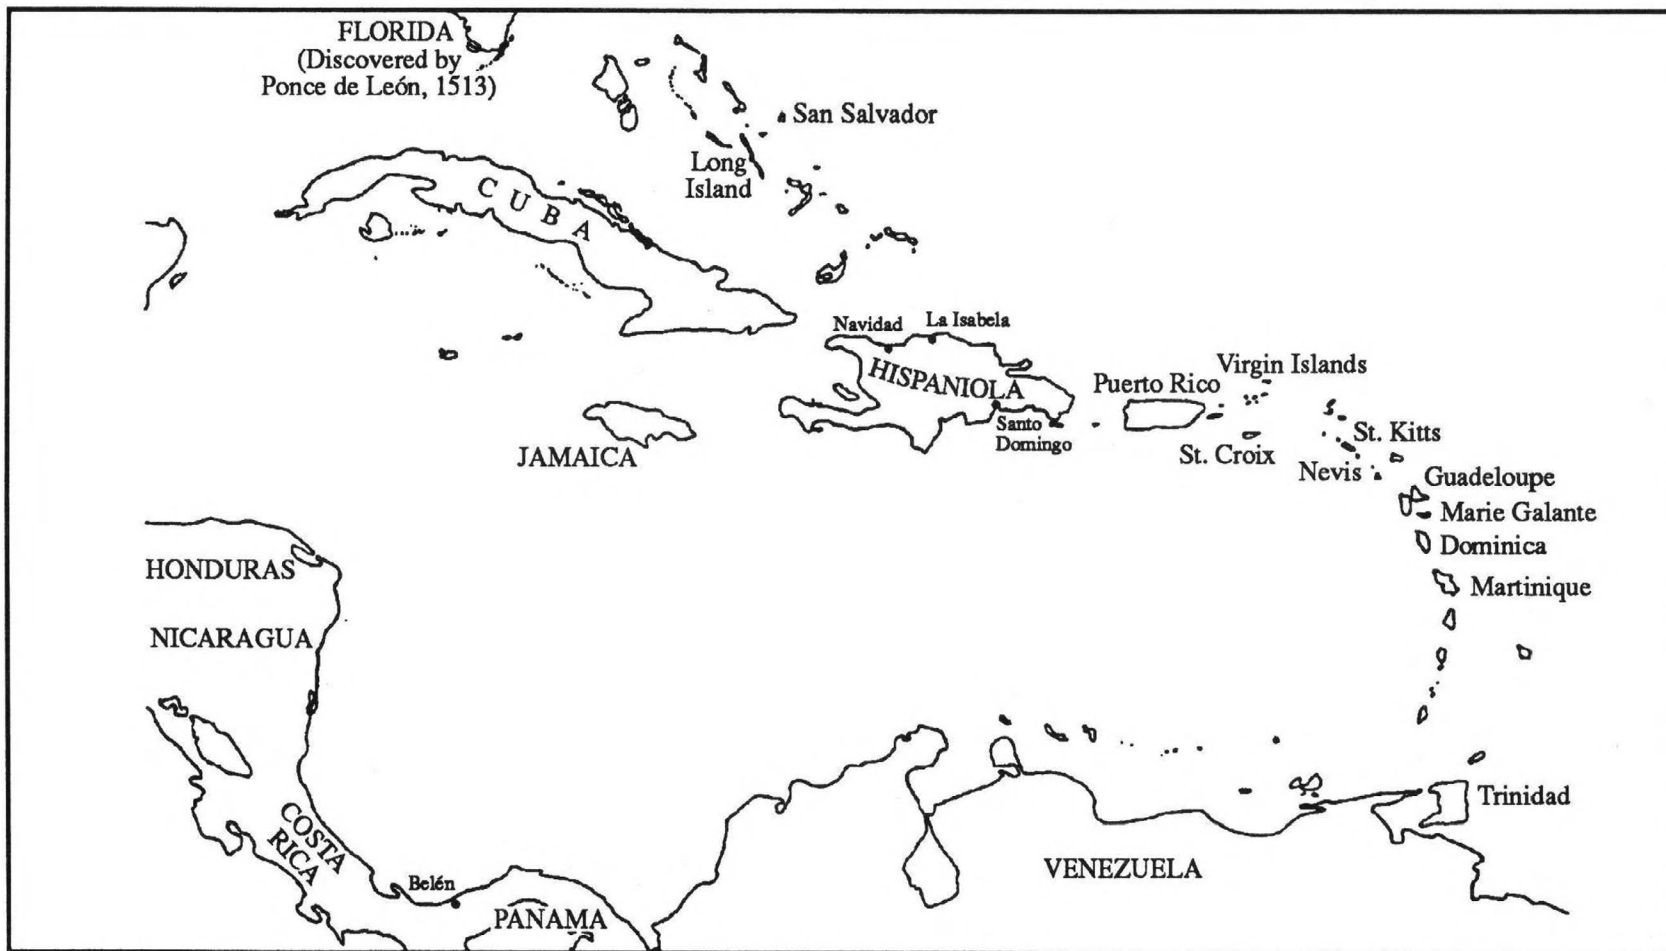 FLORIDA
(Discovered by
Ponce de León, 1513)
San Salvador
Long
Island
CUBA
Navidad
La Isabela
HISPANIOLA
Santo
Domingo
Puerto Rico
Virgin Islands
St. Croix
St. Kitts
Nevis
Guadeloupe
Marie Galante
Dominica
Martinique
JAMAICA
HONDURAS
NICARAGUA
COSTA
RICA
Belén
PANAMA
VENEZUELA
Trinidad